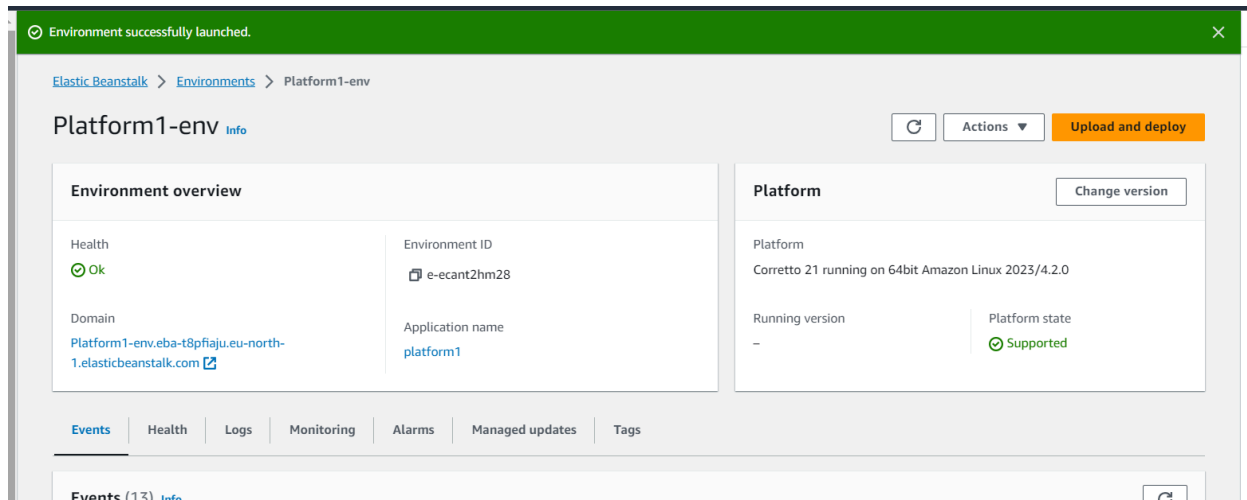 Environment successfully launched.
Elastic Beanstalk > Environments > Platform1-env
Platform1-env Info
Actions ▼
Upload and deploy
Environment overview
Health
Ok
Domain
Platform1-env.eba-t8pfiaju.eu-north-
1.elasticbeanstalk.com
Environment ID
e-ecant2hm28
Application name
platform1
Platform
Change version
Platform
Corretto 21 running on 64bit Amazon Linux 2023/4.2.0
Running version
–
Platform state
Supported
Events Health Logs Monitoring Alarms Managed updates Tags
Events (13) Info